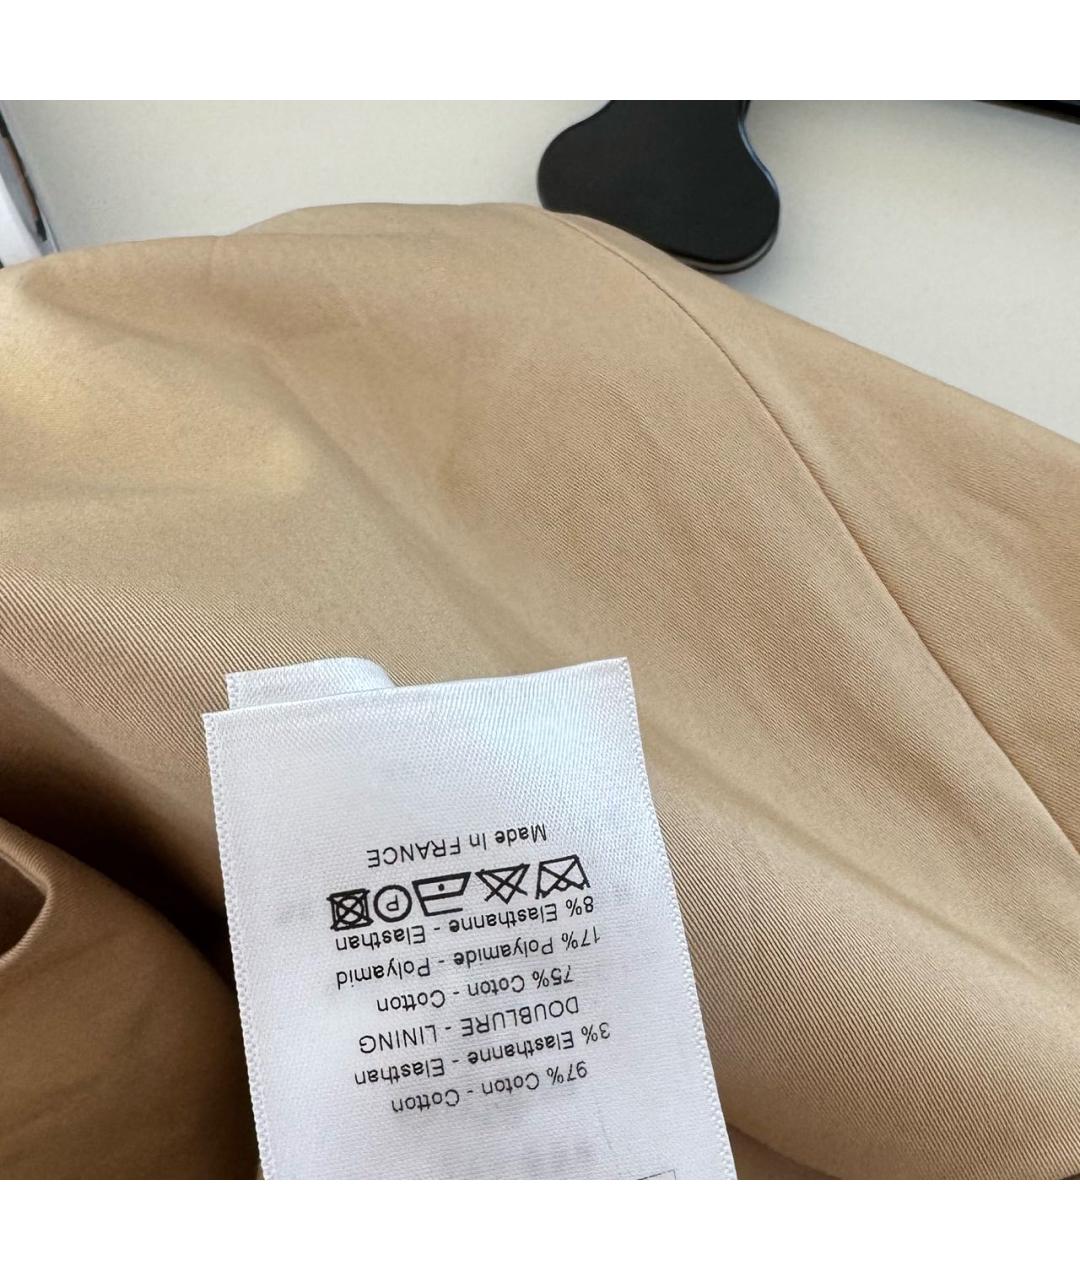 97% Coton - Cotton
3% Elasthanne - Elasthan
DOUBLURE - LINING
75% Coton - Cotton
17% Polyamide - Polyamid
8% Elasthanne - Elasthan
P
Made In FRANCE